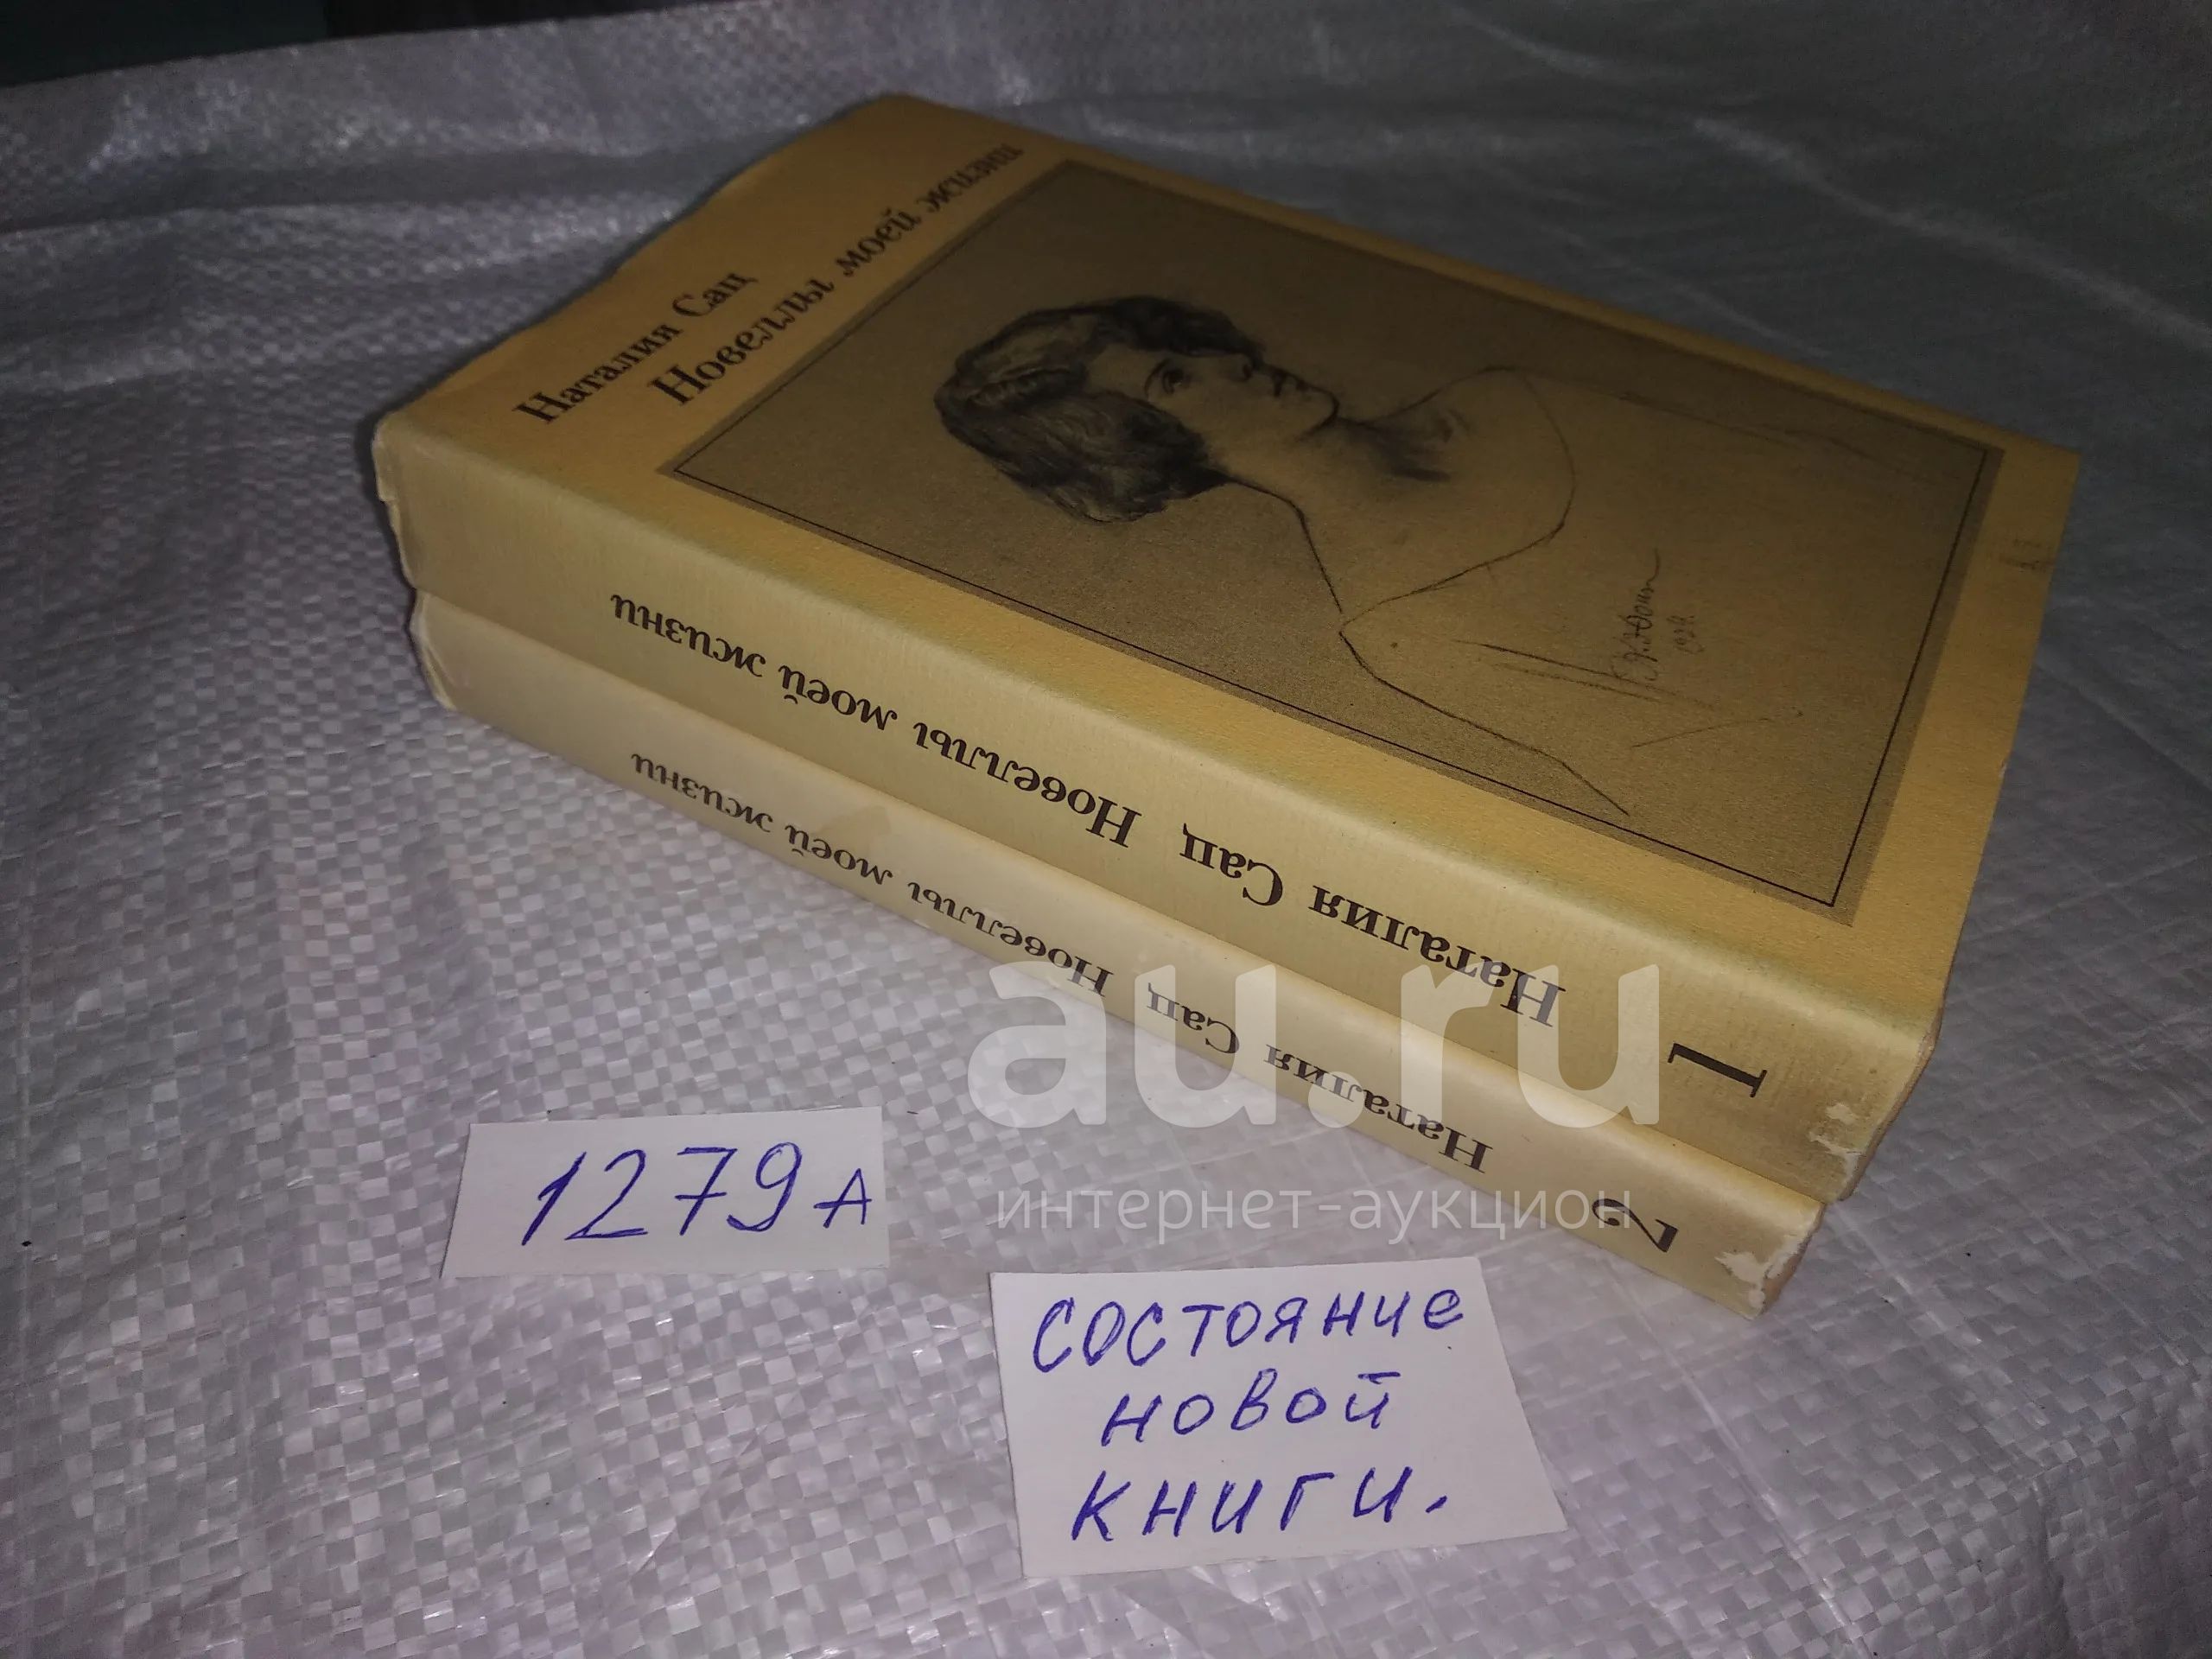 Наталия Сац
Новеллы моей жизни
1924.
Наталия Сац Новеллы моей жизни
1
Наталия Сац Новеллы моей жизни
2
au.ru
интернет-аукцион
1279А
СОСТОЯНИЕ
НОВОЙ
КНИГИ.